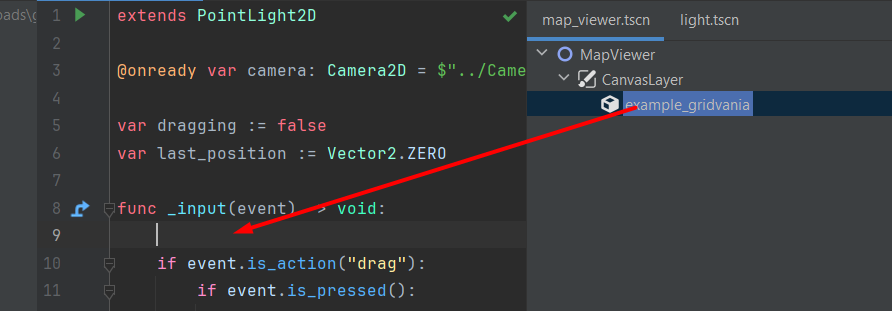 oads\g
1 extends PointLight2D
2
3 @onready var camera: Camera2D = $"../Came
4
5 var dragging := false
6 var last_position := Vector2.ZERO
7
8 func _input(event) > void:
9
10 if event.is_action("drag"):
11 if event.is_pressed():
map_viewer.tscn light.tscn
MapViewer
CanvasLayer
example_gridvania